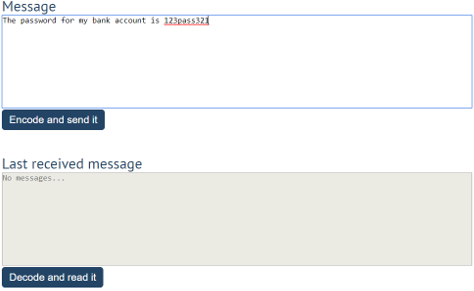 Message
The password for my bank account is 123pass321
Encode and send it
Last received message
No messages...
Decode and read it